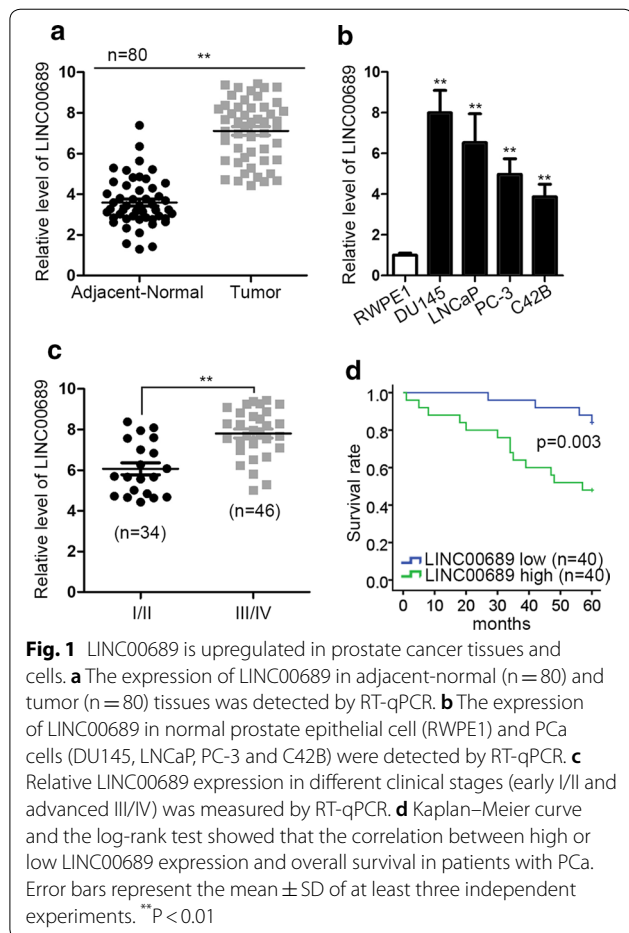 a
n=80 **
Relative level of LINC00689
10
8
6
4
2
0
Adjacent-Normal Tumor
b
Relative level of LINC00689
10
8
6
4
2
0
** ** ** **
RWPE1 DU145 LNCaP PC-3 C42B
c
Relative level of LINC00689
10
8
6
4
2
0
**
(n=34) (n=46)
I/II III/IV
d
Survival rate
1.0
0.8
0.6
0.4
0.2
0.0
p=0.003
LINC00689 low (n=40)
LINC00689 high (n=40)
0 10 20 30 40 50 60
months
Fig. 1 LINC00689 is upregulated in prostate cancer tissues and
cells. a The expression of LINC00689 in adjacent-normal (n = 80) and
tumor (n = 80) tissues was detected by RT-qPCR. b The expression
of LINC00689 in normal prostate epithelial cell (RWPE1) and PCa
cells (DU145, LNCaP, PC-3 and C42B) were detected by RT-qPCR. c
Relative LINC00689 expression in different clinical stages (early I/II and
advanced III/IV) was measured by RT-qPCR. d Kaplan–Meier curve
and the log-rank test showed that the correlation between high or
low LINC00689 expression and overall survival in patients with PCa.
Error bars represent the mean ± SD of at least three independent
experiments. **P < 0.01